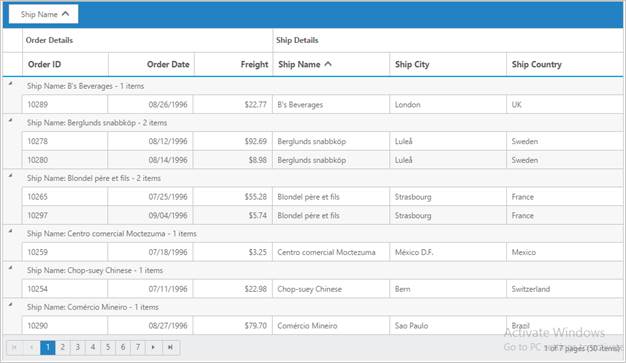 Ship Name
Order Details Ship Details
Order ID Order Date Freight Ship Name Ship City Ship Country
Ship Name: B's Beverages - 1 items
10289 08/26/1996 $22.77 B's Beverages London UK
Ship Name: Berglunds snabbköp - 2 items
10278 08/12/1996 $92.69 Berglunds snabbköp Luleå Sweden
10280 08/14/1996 $8.98 Berglunds snabbköp Luleå Sweden
Ship Name: Blondel père et fils - 2 items
10265 07/25/1996 $55.28 Blondel père et fils Strasbourg France
10297 09/04/1996 $5.74 Blondel père et fils Strasbourg France
Ship Name: Centro comercial Moctezuma - 1 items
10259 07/18/1996 $3.25 Centro comercial Moctezuma México D.F. Mexico
Ship Name: Chop-suey Chinese - 1 items
10254 07/11/1996 $22.98 Chop-suey Chinese Bern Switzerland
Ship Name: Comércio Mineiro - 1 items
10290 08/27/1996 $79.70 Comércio Mineiro Sao Paulo Brazil
Activate Windows
1 2 3 4 5 6 7 1 of 7 pages (50 items)
Go to PC